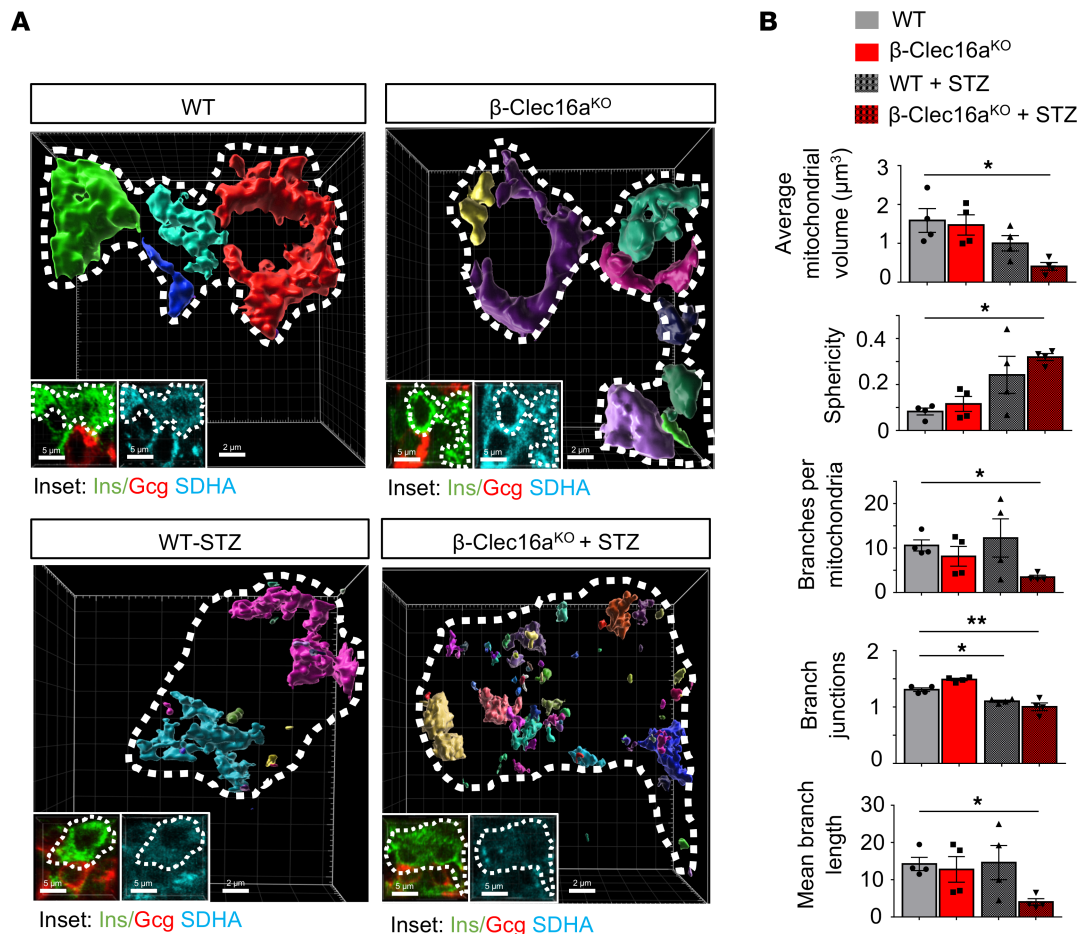 A
WT
β-Clec16aKO
5 µm
5 µm
2 µm
5 µm
5 µm
2 µm
Inset: Ins/Gcg SDHA
Inset: Ins/Gcg SDHA
WT-STZ
β-Clec16aKO + STZ
5 µm
5 µm
2 µm
5 µm
5 µm
2 µm
Inset: Ins/Gcg SDHA
Inset: Ins/Gcg SDHA
B
WT
β-Clec16aKO
WT + STZ
β-Clec16aKO + STZ
Average
mitochondrial
volume (µm³)
3
2
1
0
*
Sphericity
0.4
0.2
0
*
Branches per
mitochondria
20
10
0
*
Branch
junctions
2
1
0
**
*
Mean branch
length
30
20
10
0
*